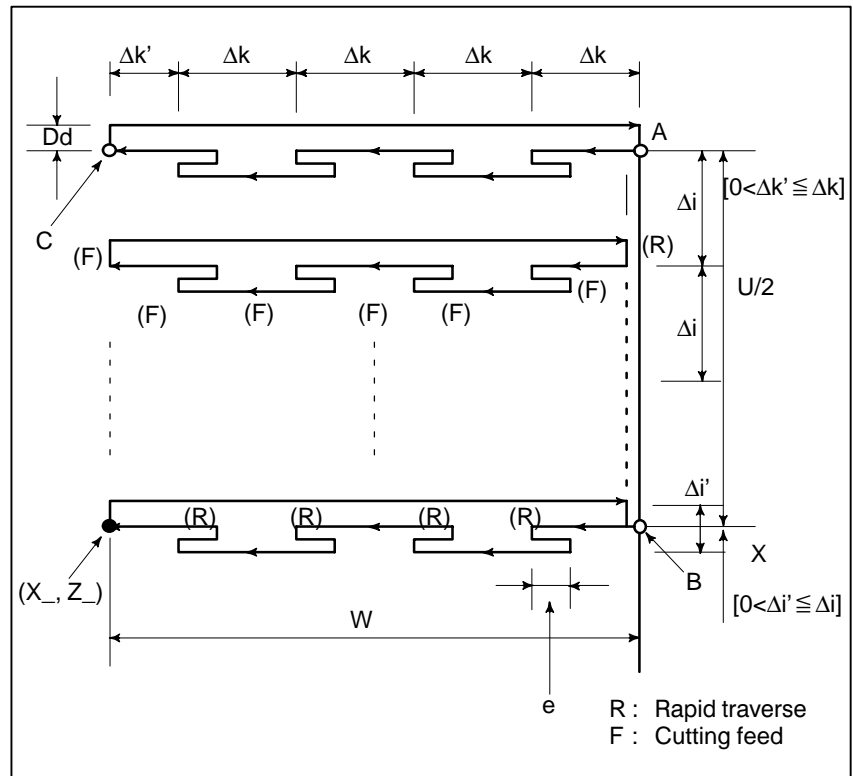 Δk’ Δk Δk Δk Δk
Dd
A
[0<Δk’≦Δk]
Δi
C
(F) (R)
U/2
(F) (F) (F) (F) (F)
Δi
Δi’
(R) (R) (R) (R)
X
B
(X_, Z_)
[0<Δi’≦Δi]
W
e
R : Rapid traverse
F : Cutting feed